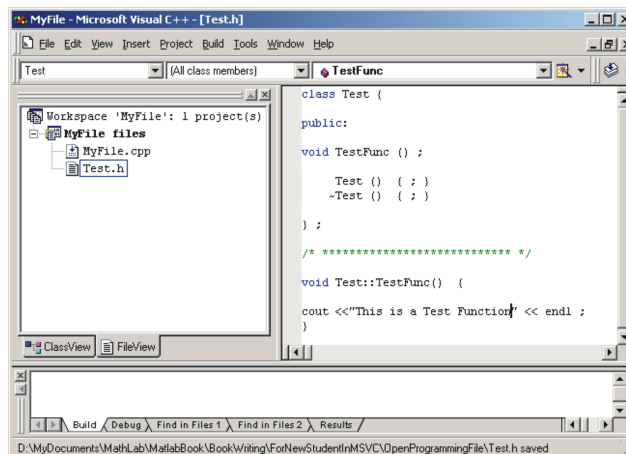 MyFile - Microsoft Visual C++ - [Test.h]
File Edit View Insert Project Build Tools Window Help
Test (All class members) TestFunc
Workspace 'MyFile': 1 project(s)
MyFile files
MyFile.cpp
Test.h
ClassView FileView
class Test {
public:
void TestFunc () ;
Test () { ; }
~Test () { ; }
} ;
/* **************************** */
void Test::TestFunc() {
cout <<"This is a Test Function" << endl ;
}
Build Debug Find in Files 1 Find in Files 2 Results
D:\MyDocuments\MathLab\MatlabBook\BookWriting\ForNewStudentInMSVC\OpenProgrammingFile\Test.h saved